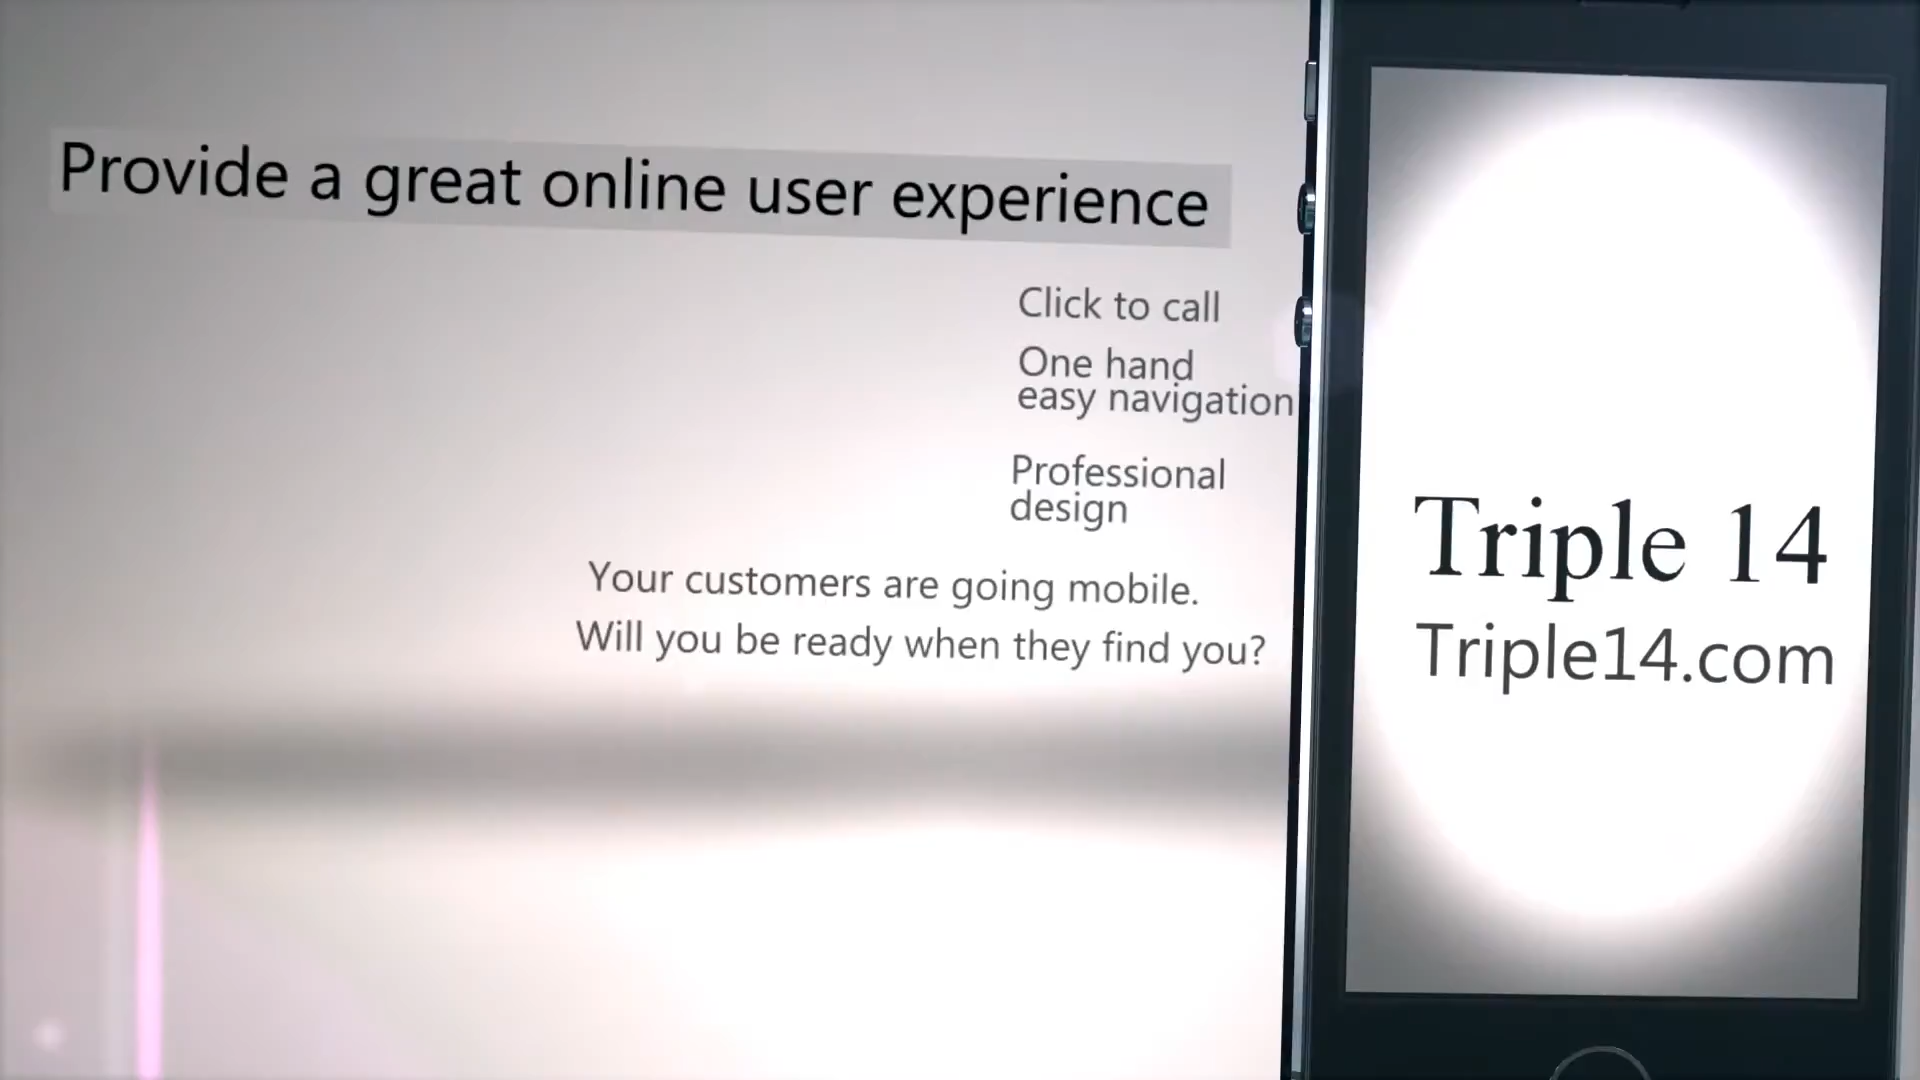 Provide a great online user experience
Click to call
One hand
easy navigation
Professional
design
Your customers are going mobile.
Will you be ready when they find you?
Triple 14
Triple14.com